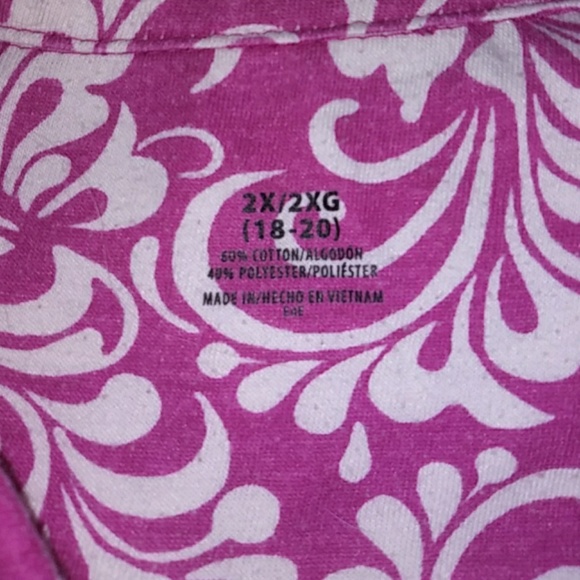 2X/2XG
(18-20)
60% COTTON/ALGODON
40% POLYESTER/POLIÉSTER
MADE IN/HECHO EN VIETNAM